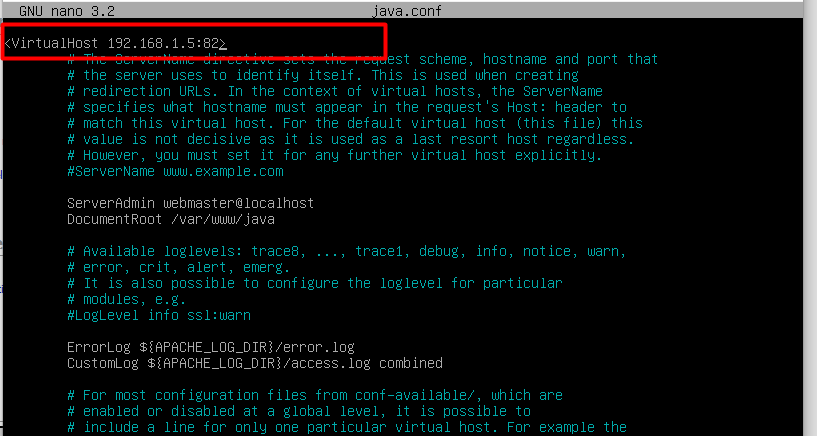 GNU nano 3.2 java.conf
<VirtualHost 192.168.1.5:82>
# The ServerName directive sets the request scheme, hostname and port that
# the server uses to identify itself. This is used when creating
# redirection URLs. In the context of virtual hosts, the ServerName
# specifies what hostname must appear in the request's Host: header to
# match this virtual host. For the default virtual host (this file) this
# value is not decisive as it is used as a last resort host regardless.
# However, you must set it for any further virtual host explicitly.
#ServerName www.example.com
ServerAdmin webmaster@localhost
DocumentRoot /var/www/java
# Available loglevels: trace8, ..., trace1, debug, info, notice, warn,
# error, crit, alert, emerg.
# It is also possible to configure the loglevel for particular
# modules, e.g.
#LogLevel info ssl:warn
ErrorLog ${APACHE_LOG_DIR}/error.log
CustomLog ${APACHE_LOG_DIR}/access.log combined
# For most configuration files from conf-available/, which are
# enabled or disabled at a global level, it is possible to
# include a line for only one particular virtual host. For example the